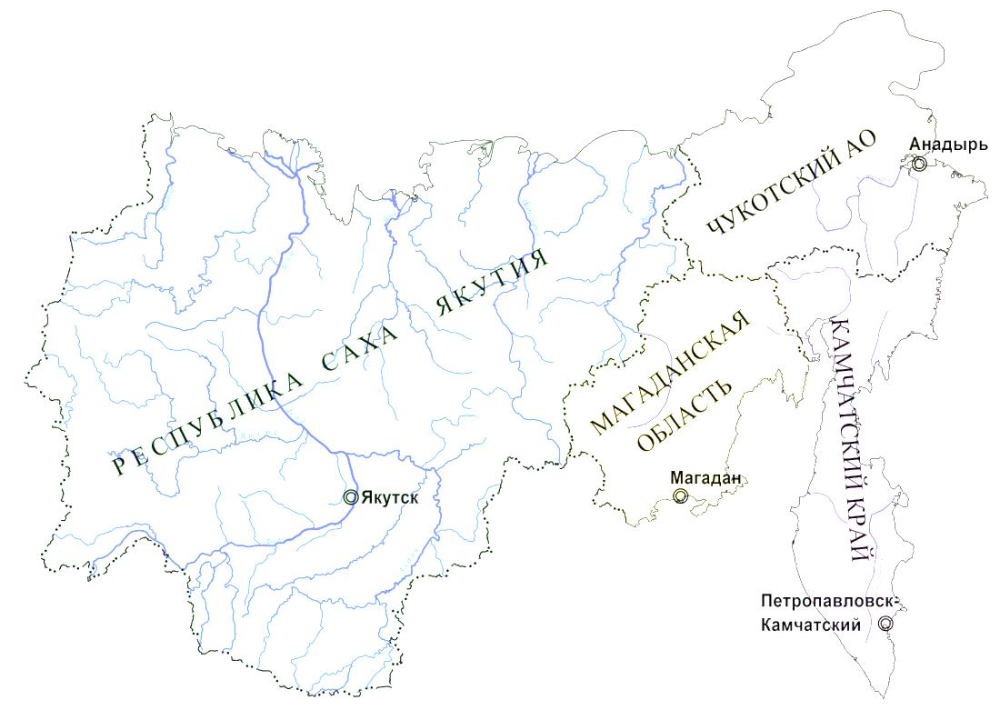 Анадырь
ЧУКОТСКИЙ АО
РЕСПУБЛИКА САХА ЯКУТИЯ
МАГАДАНСКАЯ
ОБЛАСТЬ
КАМЧАТСКИЙ КРАЙ
Магадан
Якутск
Петропавловск-
Камчатский